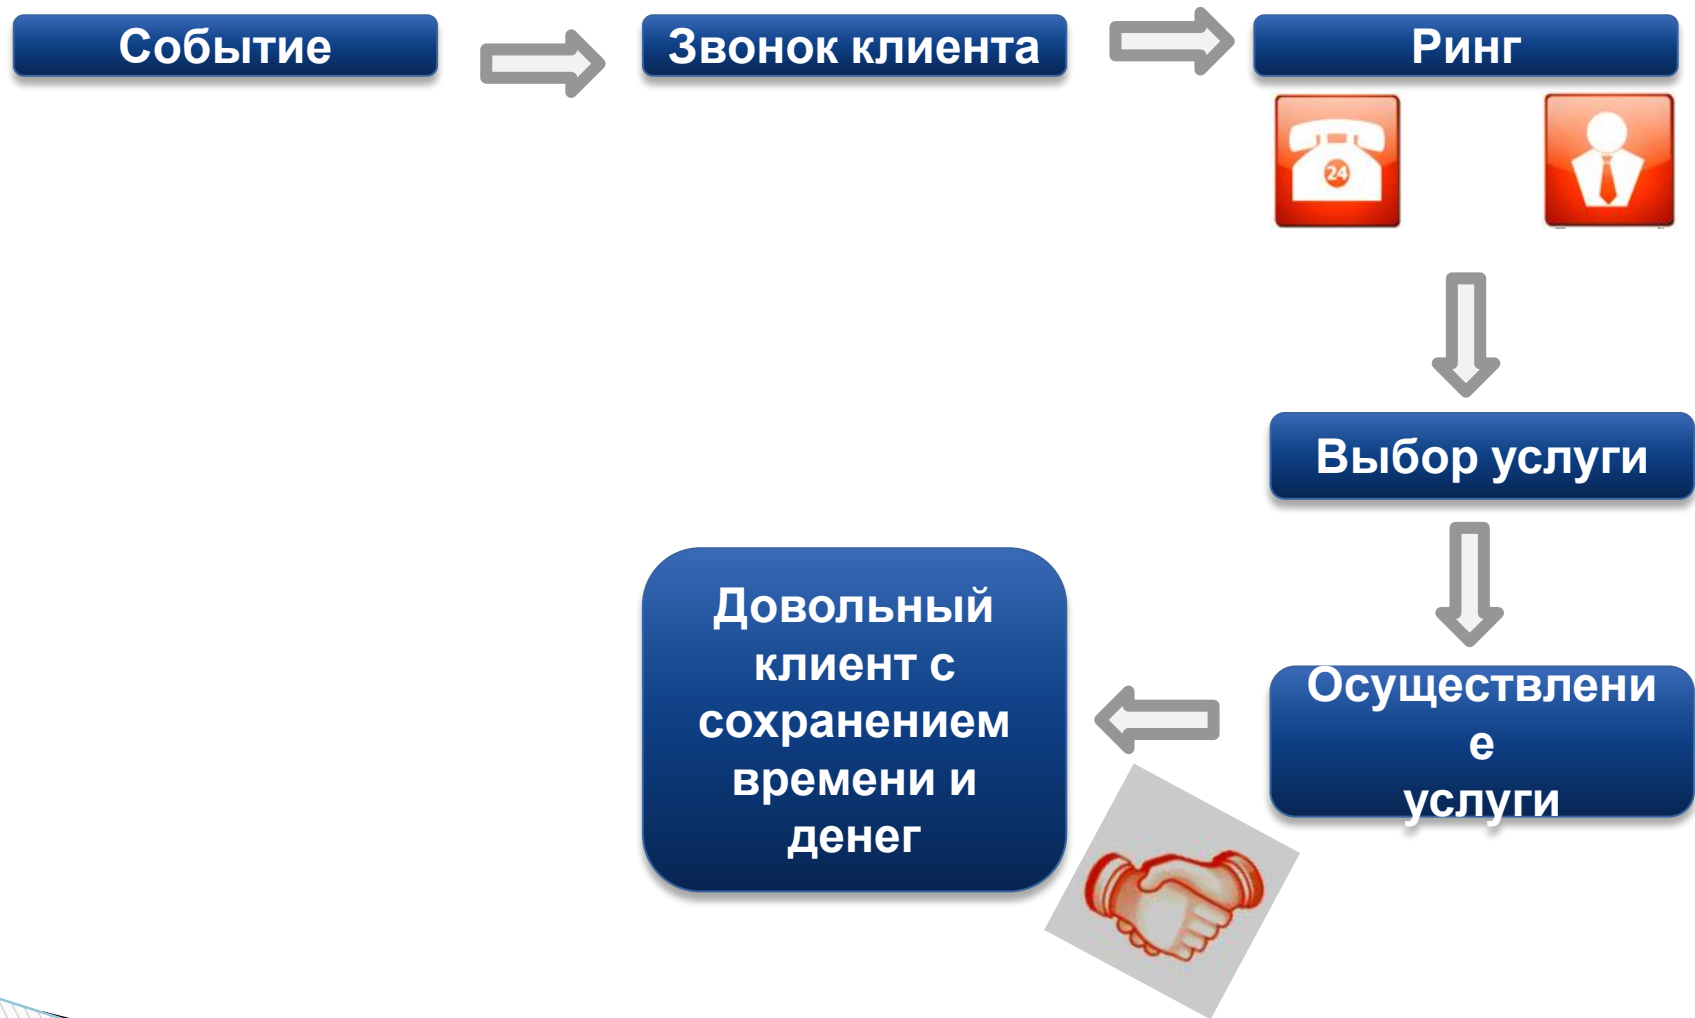 Событие
Звонок клиента
Ринг
24
Выбор услуги
Осуществлени
е
услуги
Довольный
клиент с
сохранением
времени и
денег